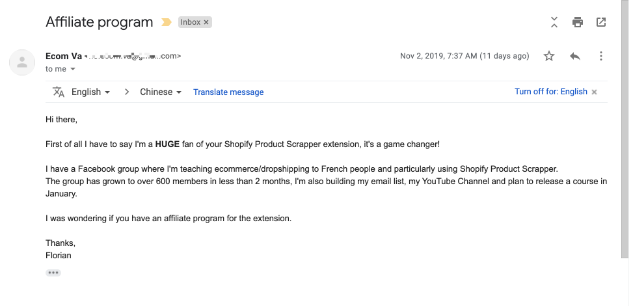 Affiliate program
Inbox ×
Ecom Va
.com>
Nov 2, 2019, 7:37 AM (11 days ago)
to me
English > Chinese Translate message Turn off for: English ×
Hi there,
First of all I have to say I'm a HUGE fan of your Shopify Product Scrapper extension, it's a game changer!
I have a Facebook group where I'm teaching ecommerce/dropshipping to French people and particularly using Shopify Product Scrapper.
The group has grown to over 600 members in less than 2 months, I'm also building my email list, my YouTube Channel and plan to release a course in
January.
I was wondering if you have an affiliate program for the extension.
Thanks,
Florian